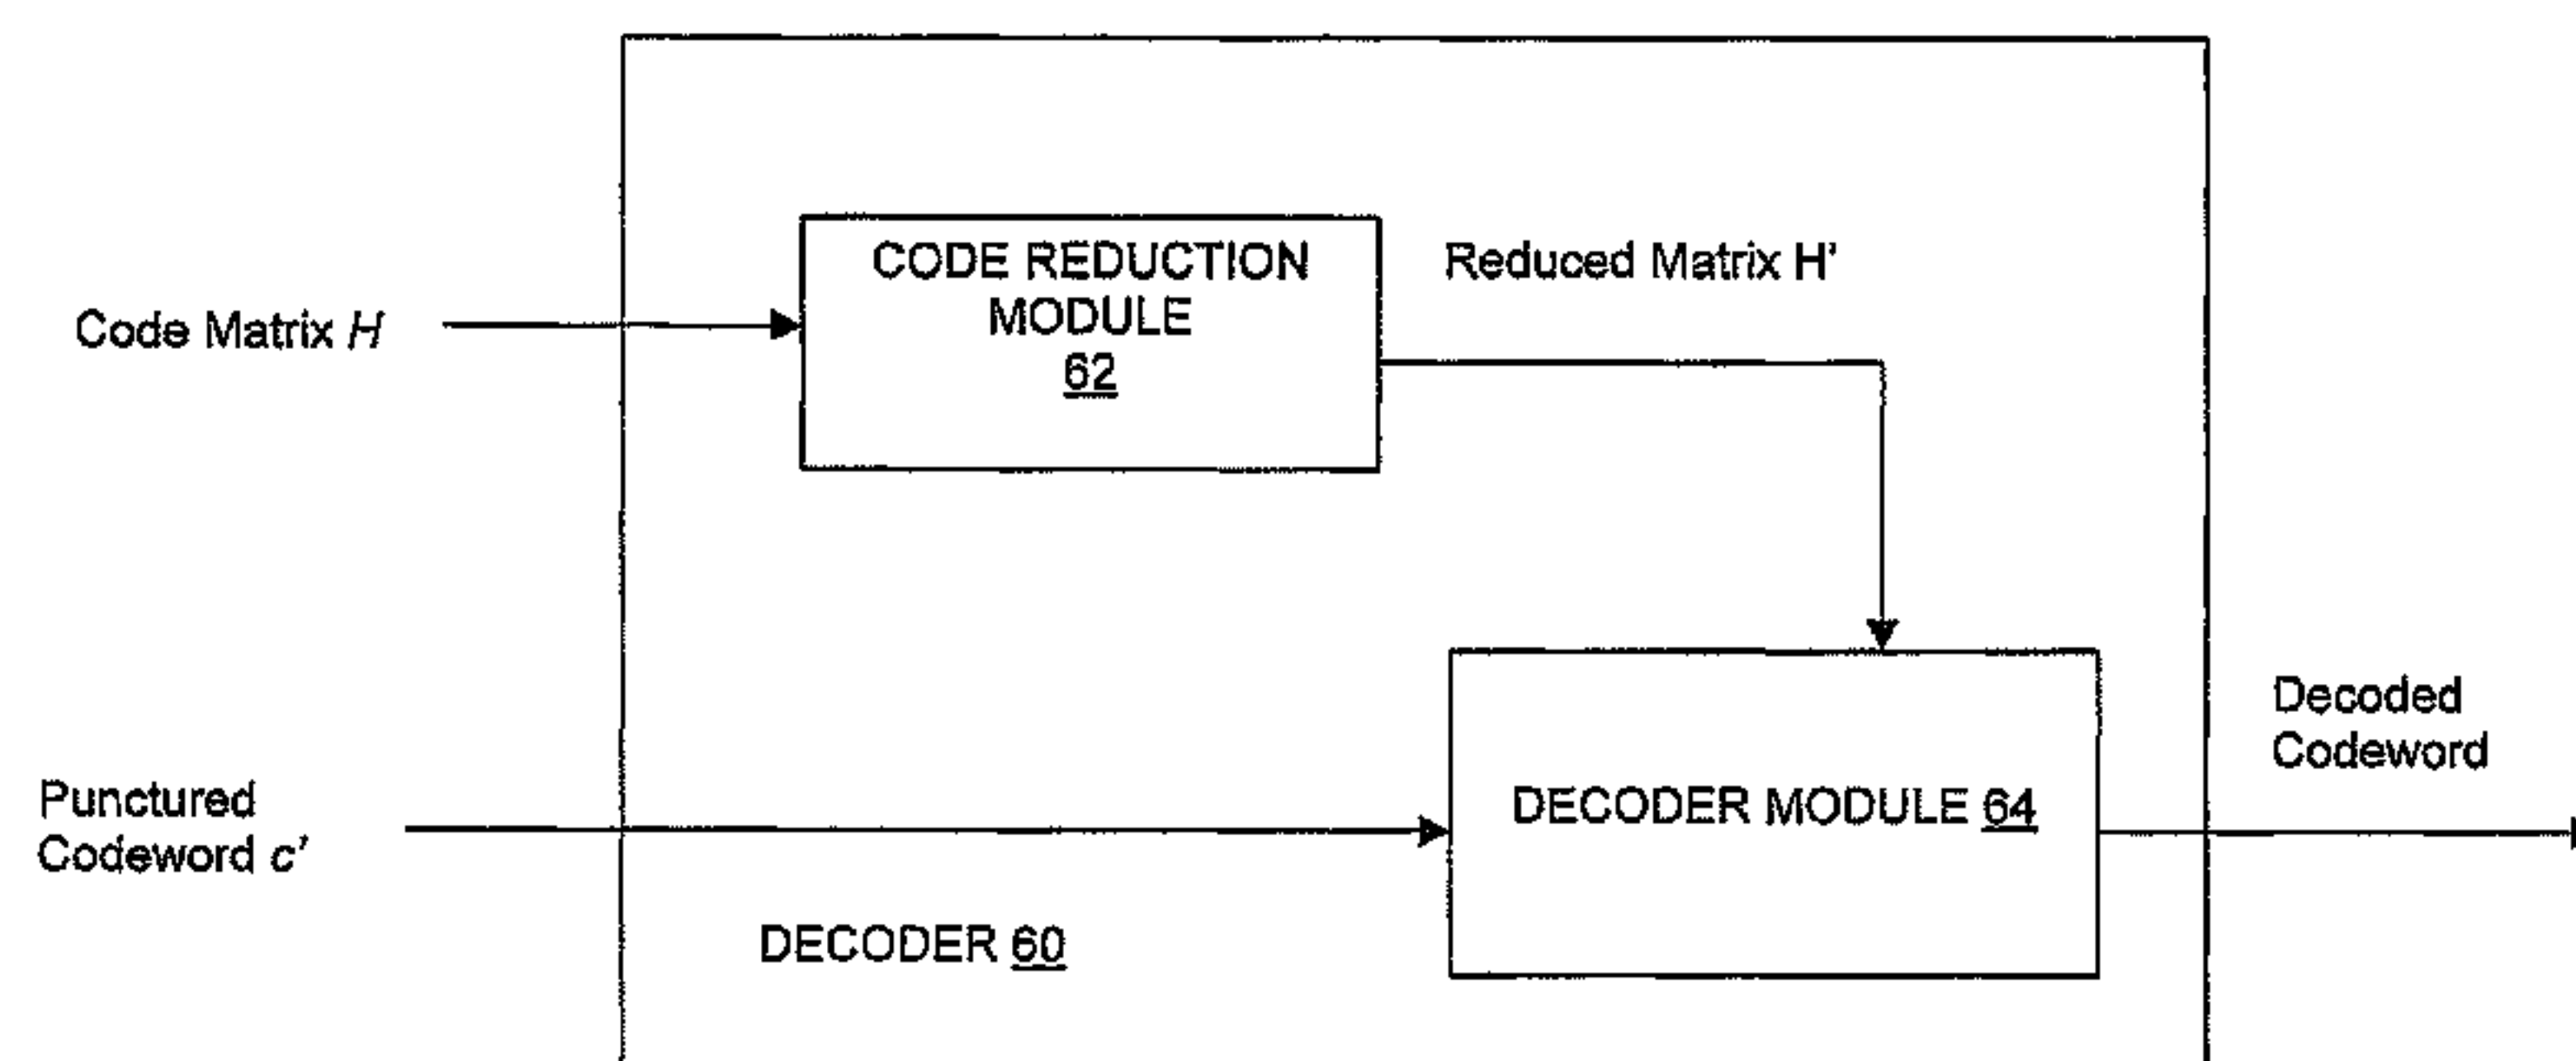 CODE REDUCTION
MODULE
62
Reduced Matrix H'
Code Matrix H
Punctured
Codeword c'
DECODER MODULE 64
Decoded
Codeword
DECODER 60